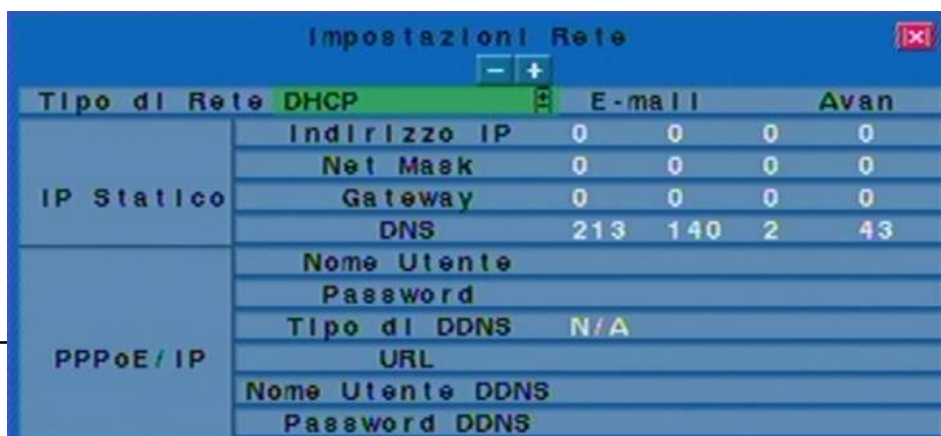 Impostazioni Rete
- +
Tipo di Rete DHCP E-mail Avan
IP Statico
Indirizzo IP 0 0 0 0
Net Mask 0 0 0 0
Gateway 0 0 0 0
DNS 213 140 2 43
PPPoE/IP
Nome Utente
Password
Tipo di DDNS N/A
URL
Nome Utente DDNS
Password DDNS